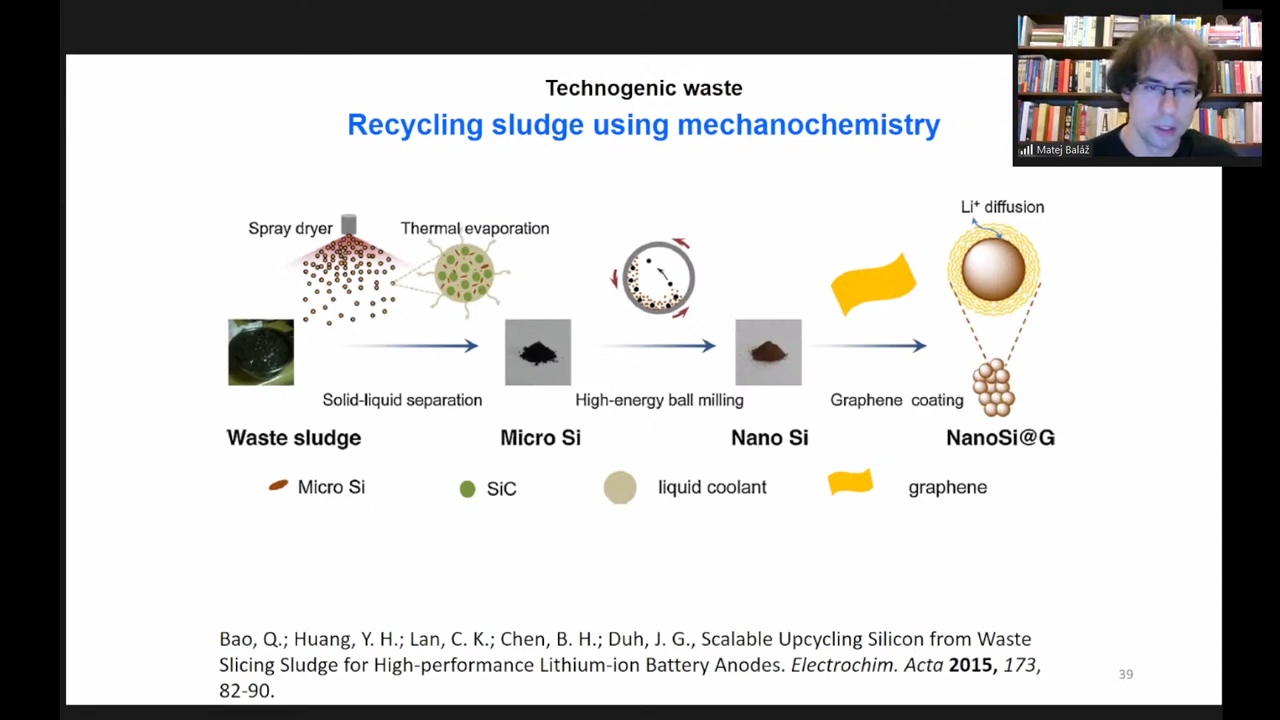 Technogenic waste
Recycling sludge using mechanochemistry
Matej Baláž
Spray dryer
Thermal evaporation
Li⁺ diffusion
Solid-liquid separation
High-energy ball milling
Graphene coating
Waste sludge
Micro Si
Nano Si
NanoSi@G
Micro Si
SiC
liquid coolant
graphene
Bao, Q.; Huang, Y. H.; Lan, C. K.; Chen, B. H.; Duh, J. G., Scalable Upcycling Silicon from Waste
Slicing Sludge for High-performance Lithium-ion Battery Anodes. Electrochim. Acta 2015, 173,
82-90.
39